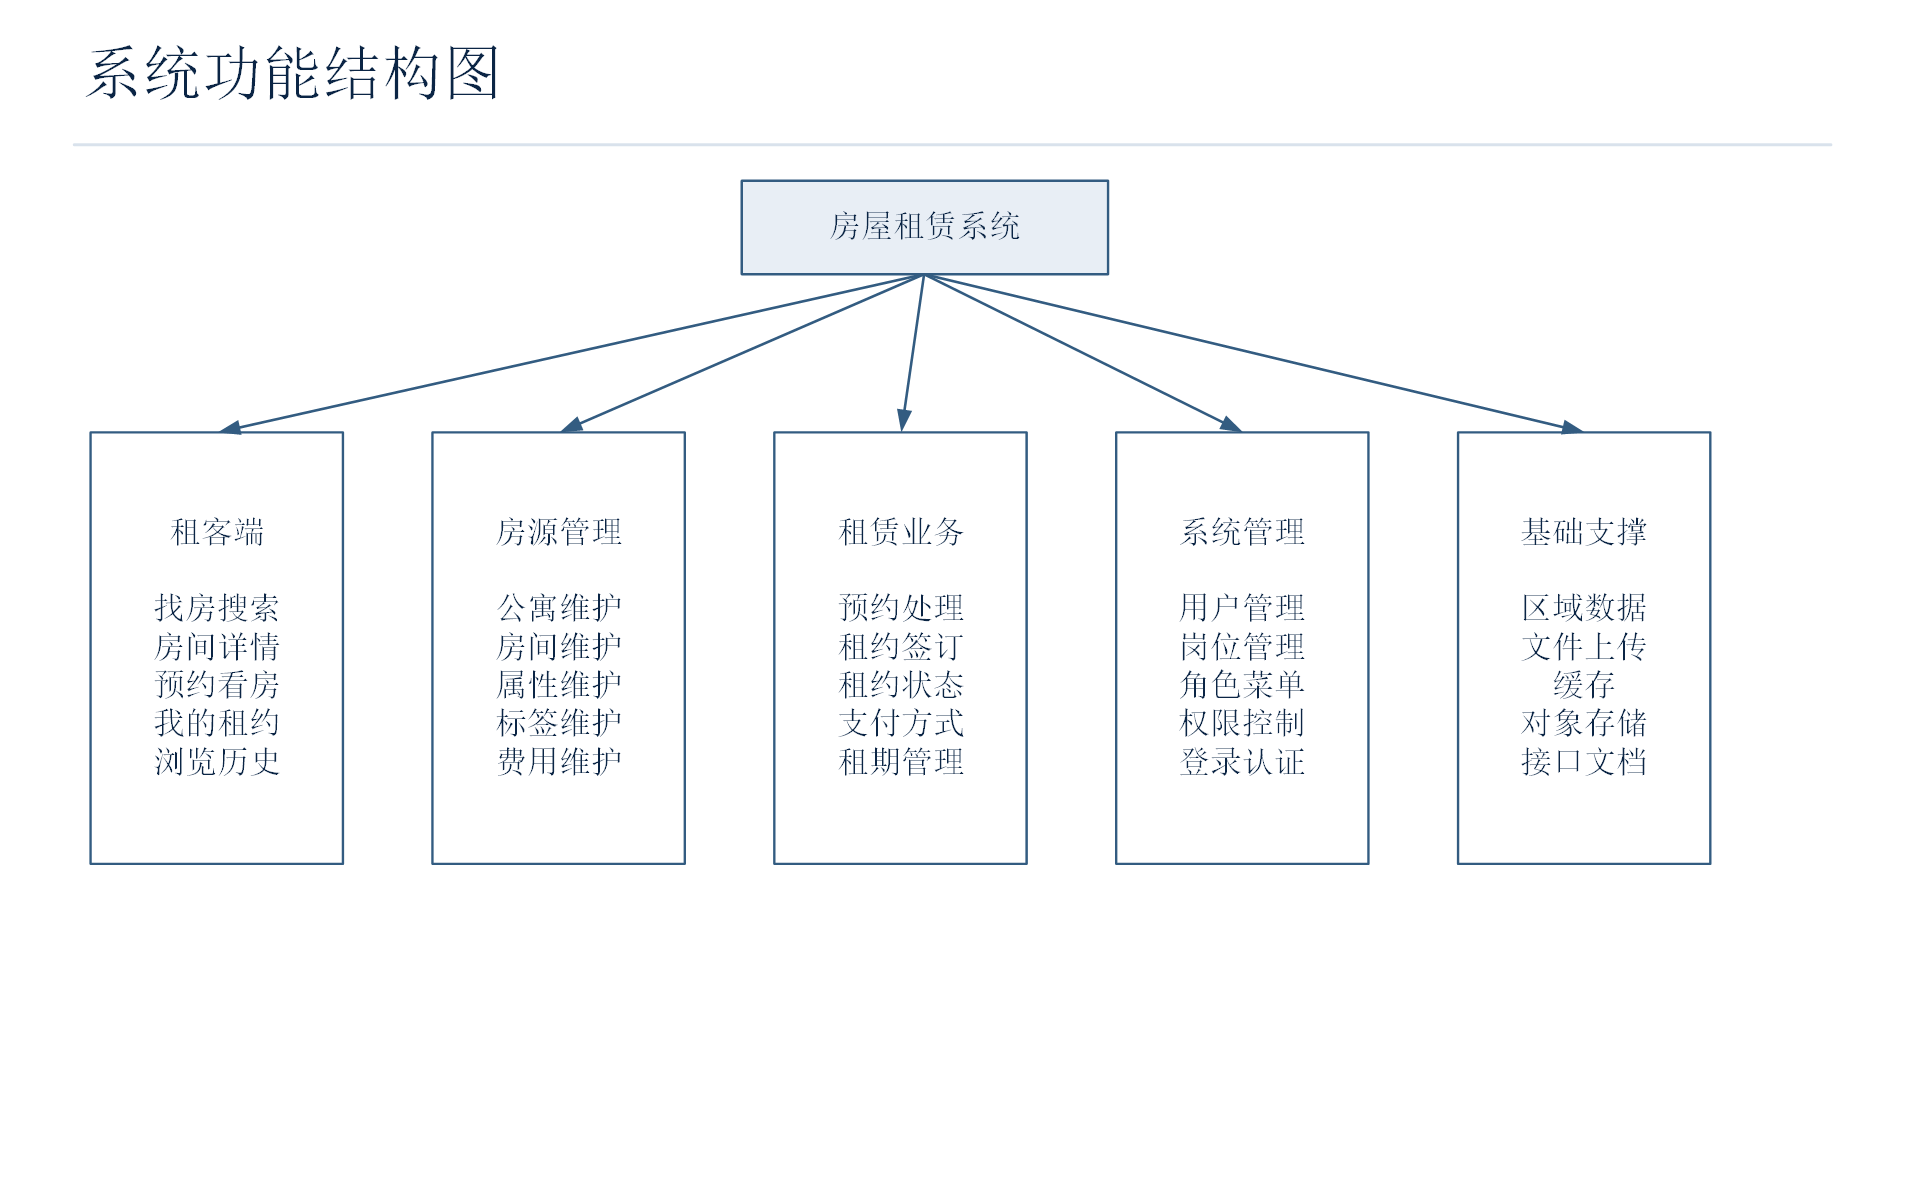 系统功能结构图
房屋租赁系统
租客端
找房搜索
房间详情
预约看房
我的租约
浏览历史
房源管理
公寓维护
房间维护
属性维护
标签维护
费用维护
租赁业务
预约处理
租约签订
租约状态
支付方式
租期管理
系统管理
用户管理
岗位管理
角色菜单
权限控制
登录认证
基础支撑
区域数据
文件上传
缓存
对象存储
接口文档